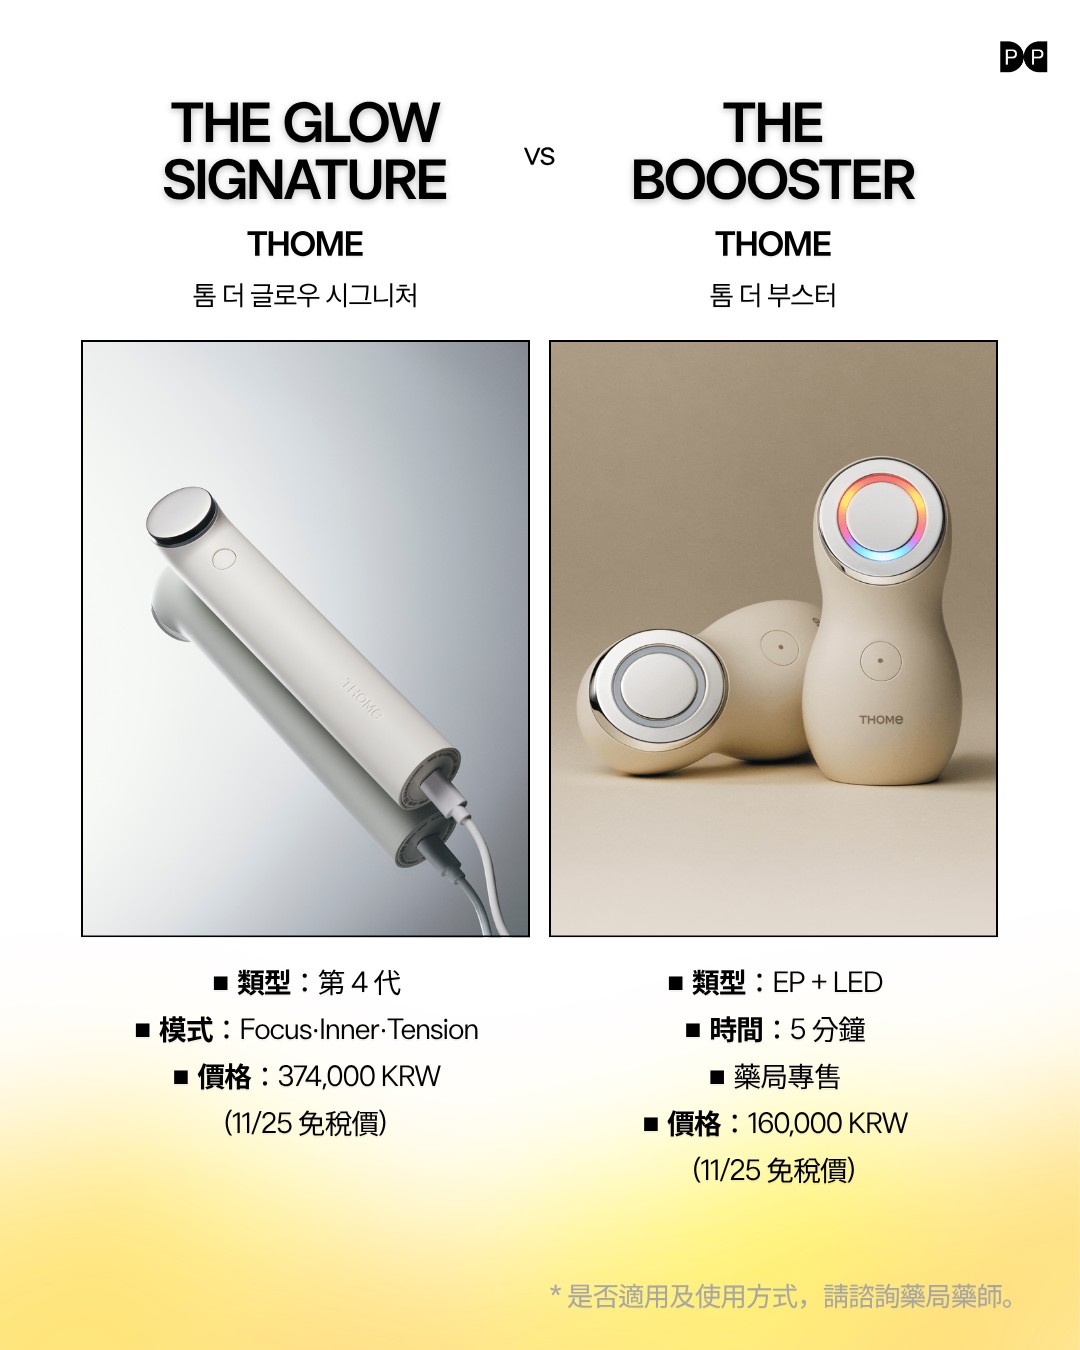 PP
THE GLOW
SIGNATURE
THOME
톰 더 글로우 시그니처
vs
THE
BOOOSTER
THOME
톰 더 부스터
THOME
THOME
■ 類型：第 4 代
■ 模式：Focus·Inner·Tension
■ 價格：374,000 KRW
(11/25 免稅價)
■ 類型：EP + LED
■ 時間：5 分鐘
■ 藥局專售
■ 價格：160,000 KRW
(11/25 免稅價)
* 是否適用及使用方式，請諮詢藥局藥師。